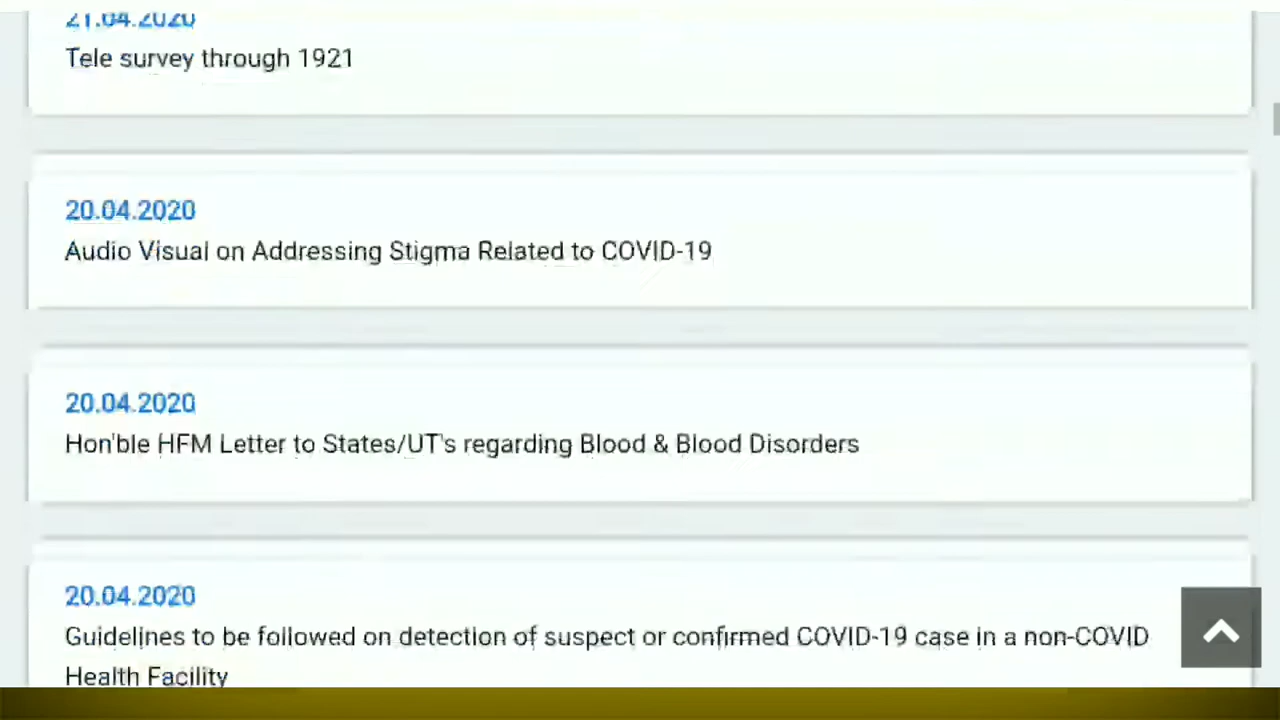 21.04.2020
Tele survey through 1921
20.04.2020
Audio Visual on Addressing Stigma Related to COVID-19
20.04.2020
Hon'ble HFM Letter to States/UT's regarding Blood & Blood Disorders
20.04.2020
Guidelines to be followed on detection of suspect or confirmed COVID-19 case in a non-COVID
Health Facility